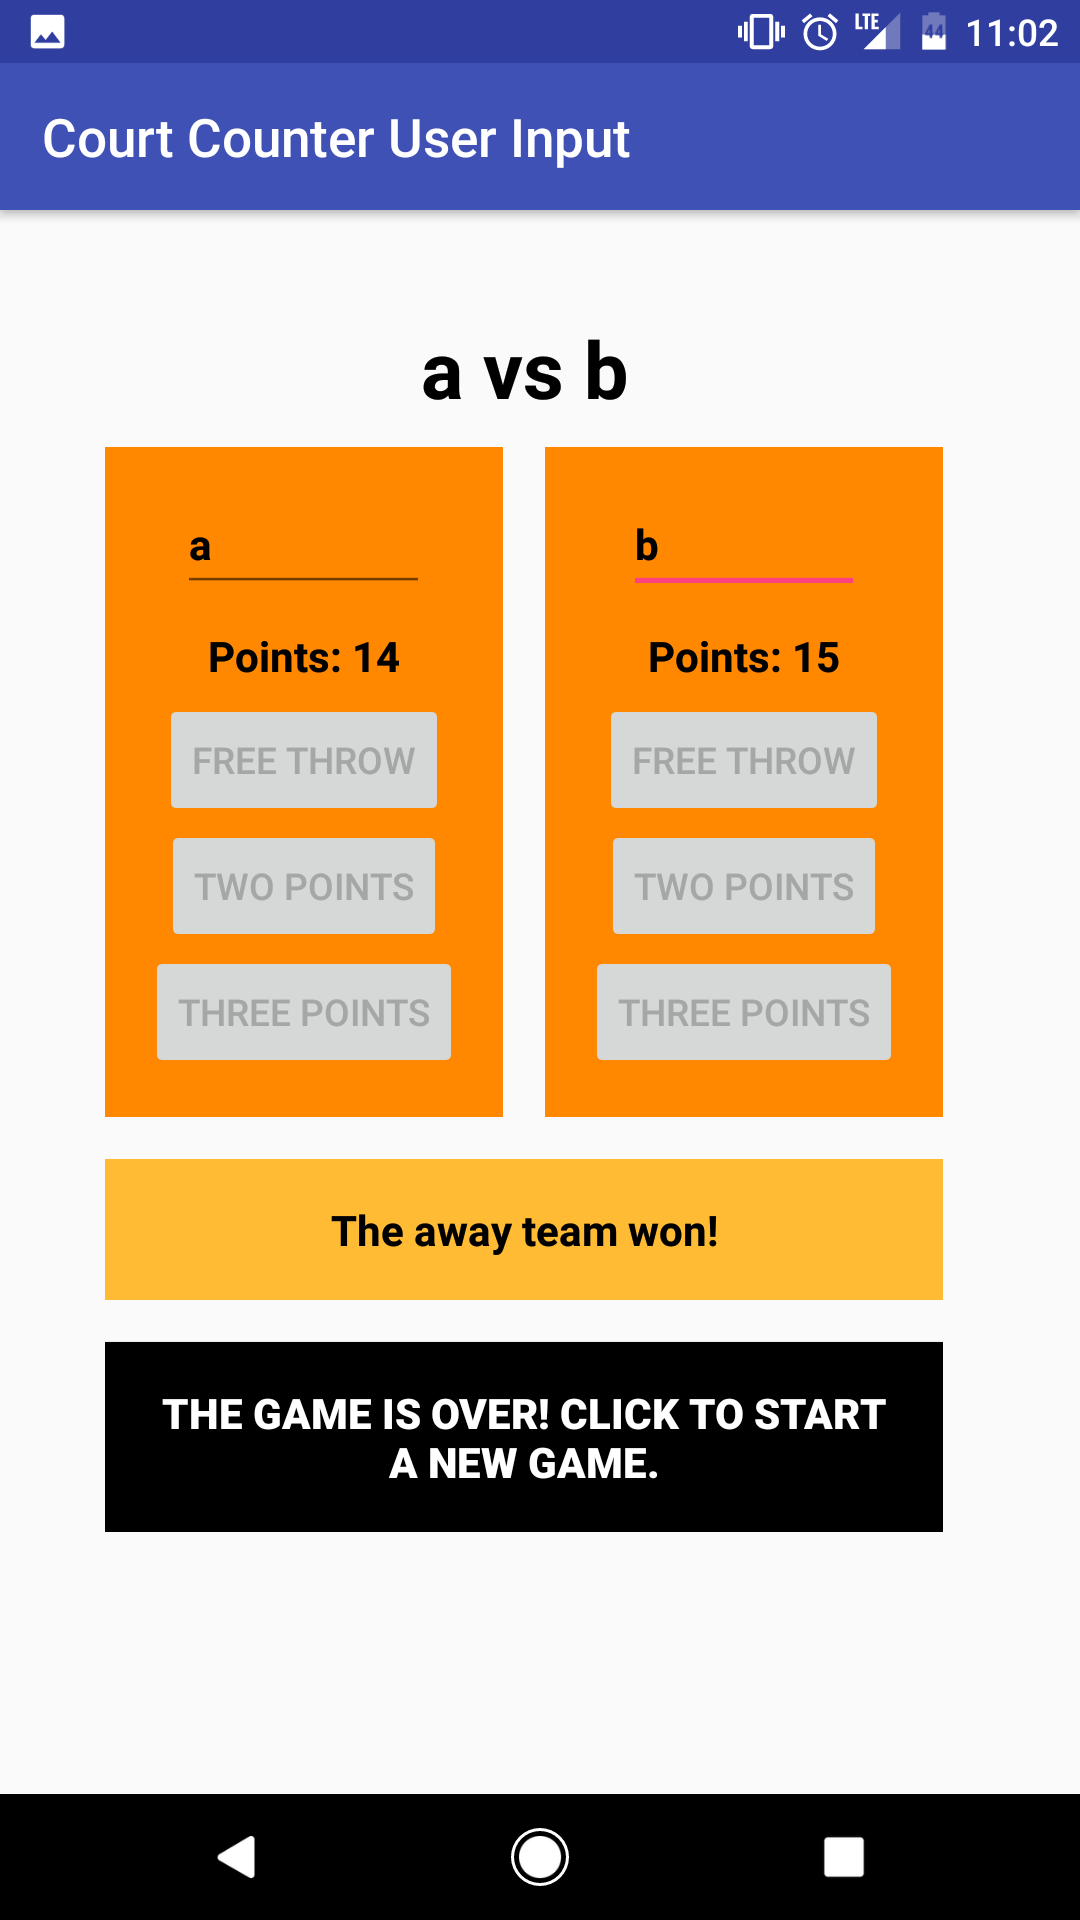 LTE 44 11:02
Court Counter User Input
a vs b
a
b
Points: 14
Points: 15
FREE THROW
FREE THROW
TWO POINTS
TWO POINTS
THREE POINTS
THREE POINTS
The away team won!
THE GAME IS OVER! CLICK TO START
A NEW GAME.